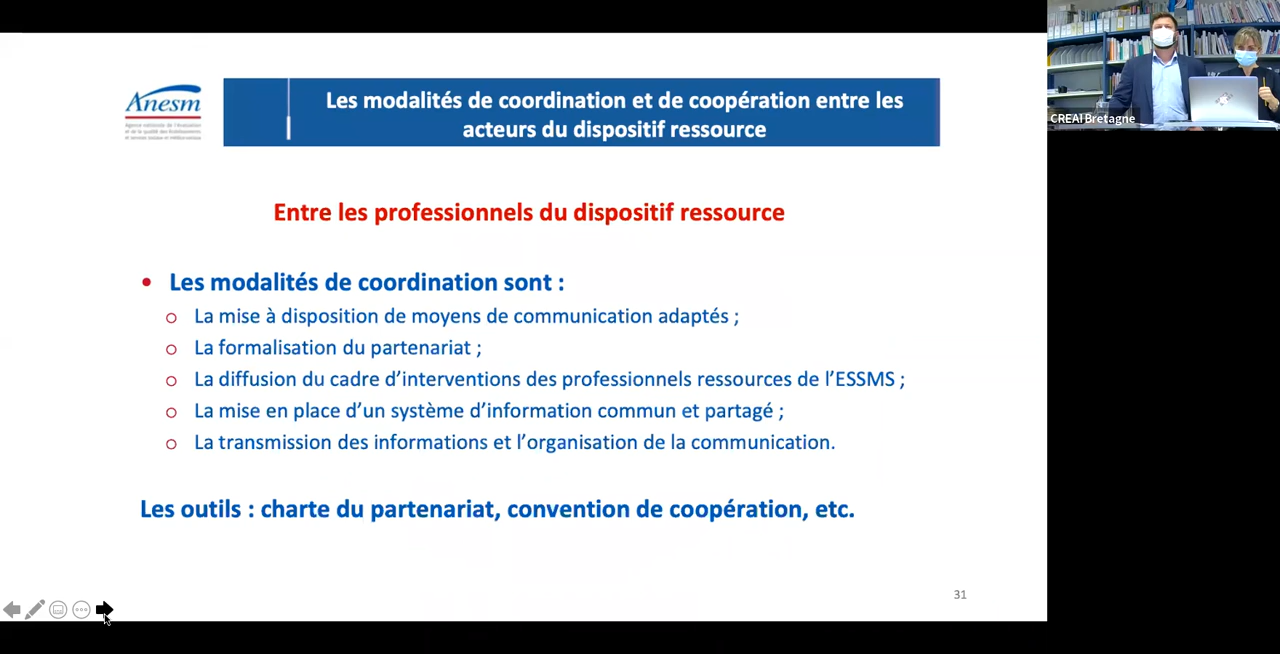 Anesm
Les modalités de coordination et de coopération entre les
acteurs du dispositif ressource
CREAI Bretagne
Entre les professionnels du dispositif ressource
• Les modalités de coordination sont :
o La mise à disposition de moyens de communication adaptés ;
o La formalisation du partenariat ;
o La diffusion du cadre d’interventions des professionnels ressources de l’ESSMS ;
o La mise en place d’un système d’information commun et partagé ;
o La transmission des informations et l’organisation de la communication.
Les outils : charte du partenariat, convention de coopération, etc.
31